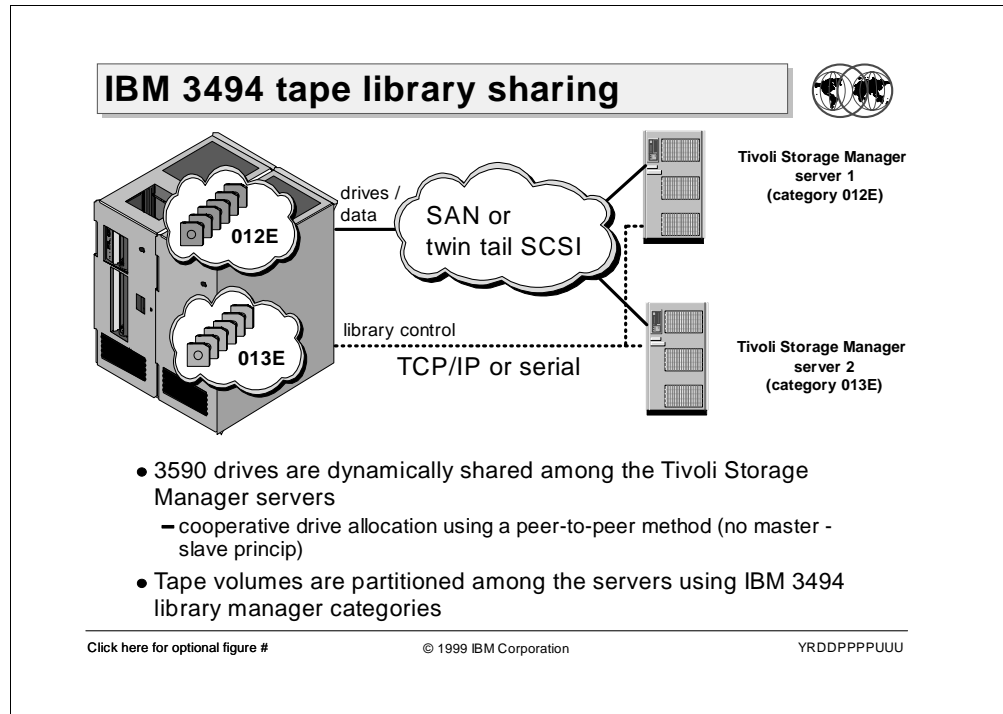 IBM 3494 tape library sharing
drives /
data
012E
SAN or
twin tail SCSI
Tivoli Storage Manager
server 1
(category 012E)
013E
library control
TCP/IP or serial
Tivoli Storage Manager
server 2
(category 013E)
3590 drives are dynamically shared among the Tivoli Storage
Manager servers
cooperative drive allocation using a peer-to-peer method (no master -
slave princip)
Tape volumes are partitioned among the servers using IBM 3494
library manager categories
Click here for optional figure #
© 1999 IBM Corporation
YRDDPPPPUUU